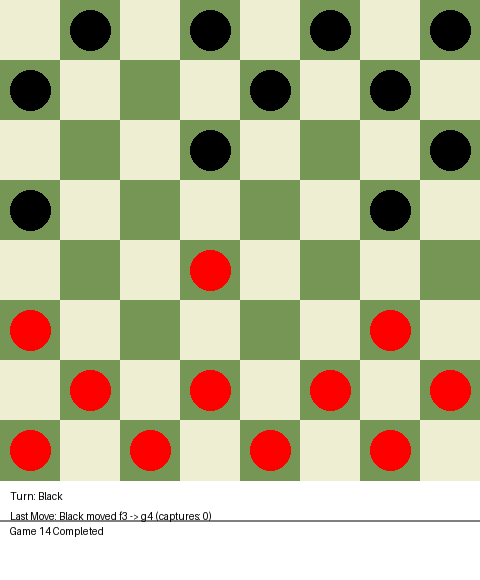 Turn: Black
Last Move: Black moved f3 -> g4 (captures: 0)
Game 14 Completed